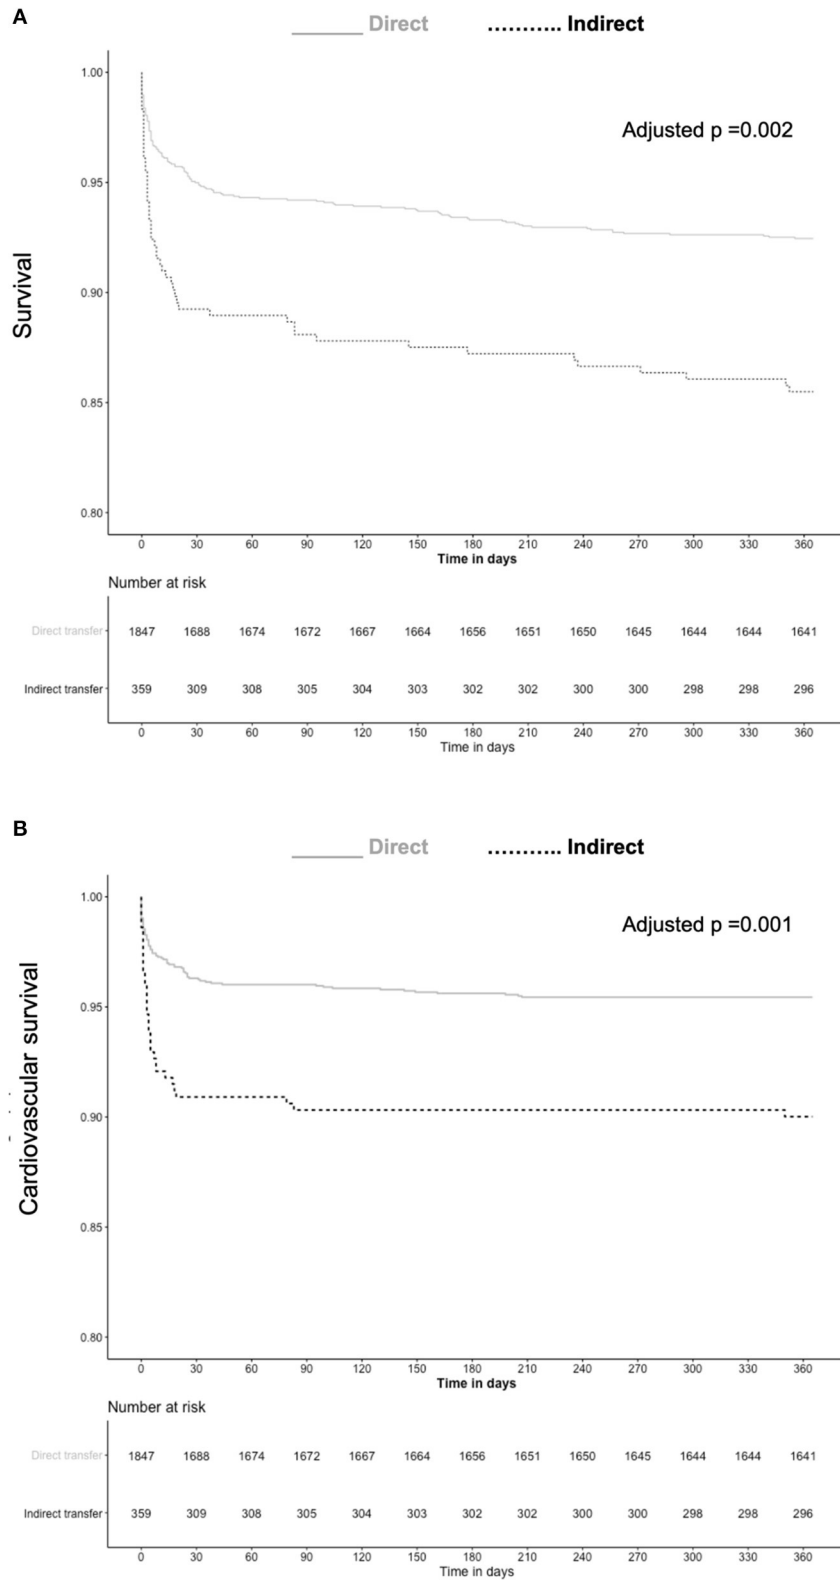 A
Direct Indirect
Adjusted p =0.002
Survival
1.00
0.95
0.90
0.85
0.80
0 30 60 90 120 150 180 210 240 270 300 330 360
Time in days
Number at risk
Direct transfer 1847 1688 1674 1672 1667 1664 1656 1651 1650 1645 1644 1644 1641
Indirect transfer 359 309 308 305 304 303 302 302 300 300 298 298 296
0 30 60 90 120 150 180 210 240 270 300 330 360
Time in days
B
Direct Indirect
Adjusted p =0.001
Cardiovascular survival
1.00
0.95
0.90
0.85
0.80
0 30 60 90 120 150 180 210 240 270 300 330 360
Time in days
Number at risk
Direct transfer 1847 1688 1674 1672 1667 1664 1656 1651 1650 1645 1644 1644 1641
Indirect transfer 359 309 308 305 304 303 302 302 300 300 298 298 296
0 30 60 90 120 150 180 210 240 270 300 330 360
Time in days